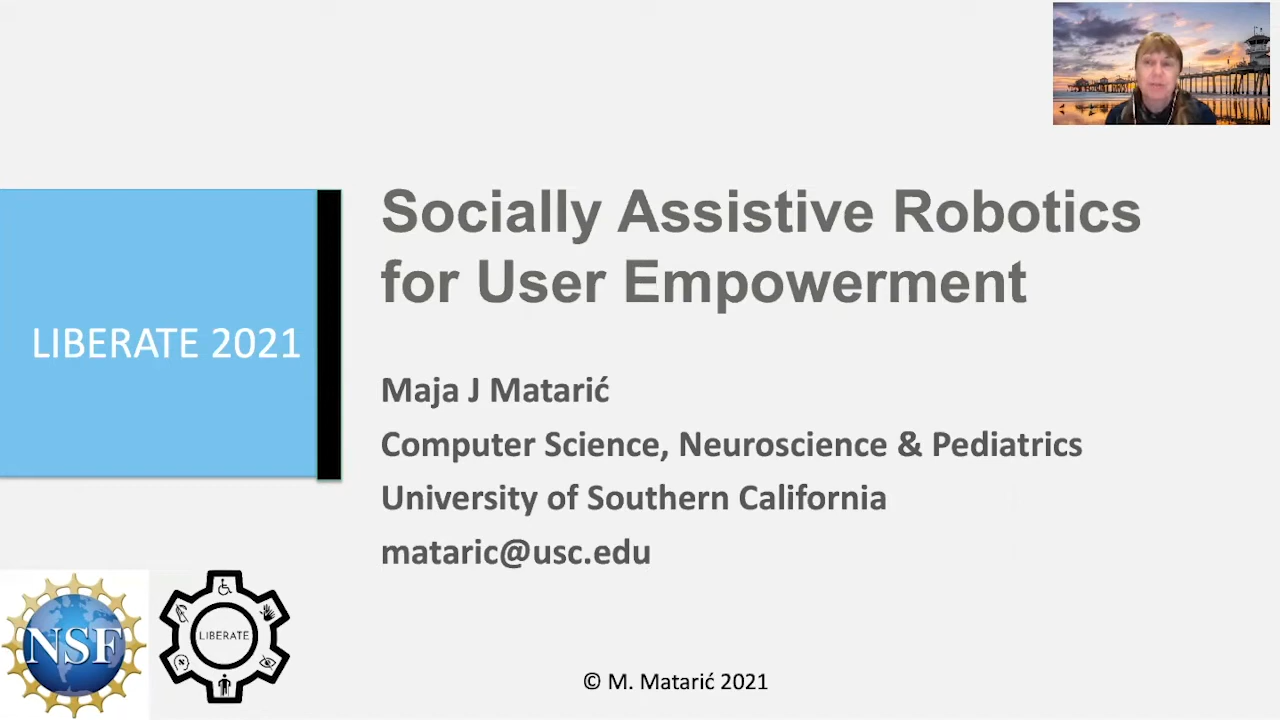 Socially Assistive Robotics
for User Empowerment
LIBERATE 2021
Maja J Matarić
Computer Science, Neuroscience & Pediatrics
University of Southern California
mataric@usc.edu
NSF
LIBERATE
© M. Matarić 2021